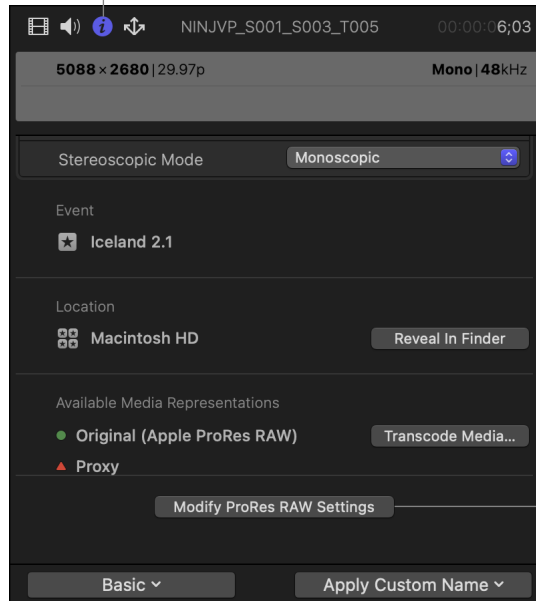 NINJVP_S001_S003_T005 00:00:06;03
5088 × 2680 | 29.97p Mono | 48kHz
Stereoscopic Mode Monoscopic
Event
Iceland 2.1
Location
Macintosh HD Reveal In Finder
Available Media Representations
Original (Apple ProRes RAW) Transcode Media...
Proxy
Modify ProRes RAW Settings
Basic Apply Custom Name